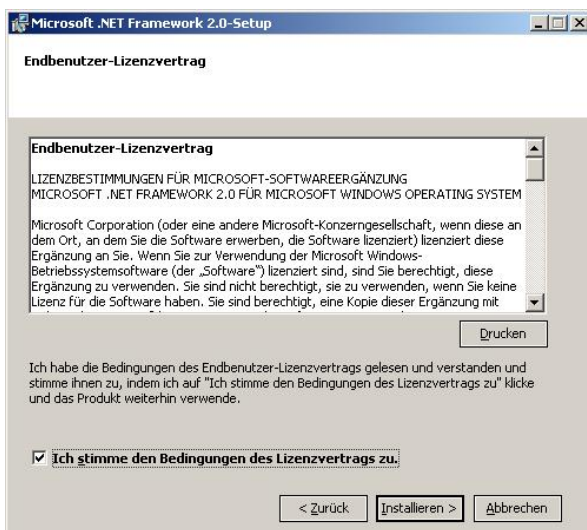 Microsoft .NET Framework 2.0-Setup
Endbenutzer-Lizenzvertrag
Endbenutzer-Lizenzvertrag
LIZENZBESTIMMUNGEN FÜR MICROSOFT-SOFTWAREERGÄNZUNG
MICROSOFT .NET FRAMEWORK 2.0 FÜR MICROSOFT WINDOWS OPERATING SYSTEM
Microsoft Corporation (oder eine andere Microsoft-Konzerngesellschaft, wenn diese an
dem Ort, an dem Sie die Software erwerben, die Software lizenziert) lizenziert diese
Ergänzung an Sie. Wenn Sie zur Verwendung der Microsoft Windows-
Betriebssystemsoftware (der „Software“) lizenziert sind, sind Sie berechtigt, diese
Ergänzung zu verwenden. Sie sind nicht berechtigt, sie zu verwenden, wenn Sie keine
Lizenz für die Software haben. Sie sind berechtigt, eine Kopie dieser Ergänzung mit
Drucken
Ich habe die Bedingungen des Endbenutzer-Lizenzvertrags gelesen und verstanden und
stimme ihnen zu, indem ich auf "Ich stimme den Bedingungen des Lizenzvertrags zu" klicke
und das Produkt weiterhin verwende.
Ich stimme den Bedingungen des Lizenzvertrags zu.
< Zurück
Installieren >
Abbrechen